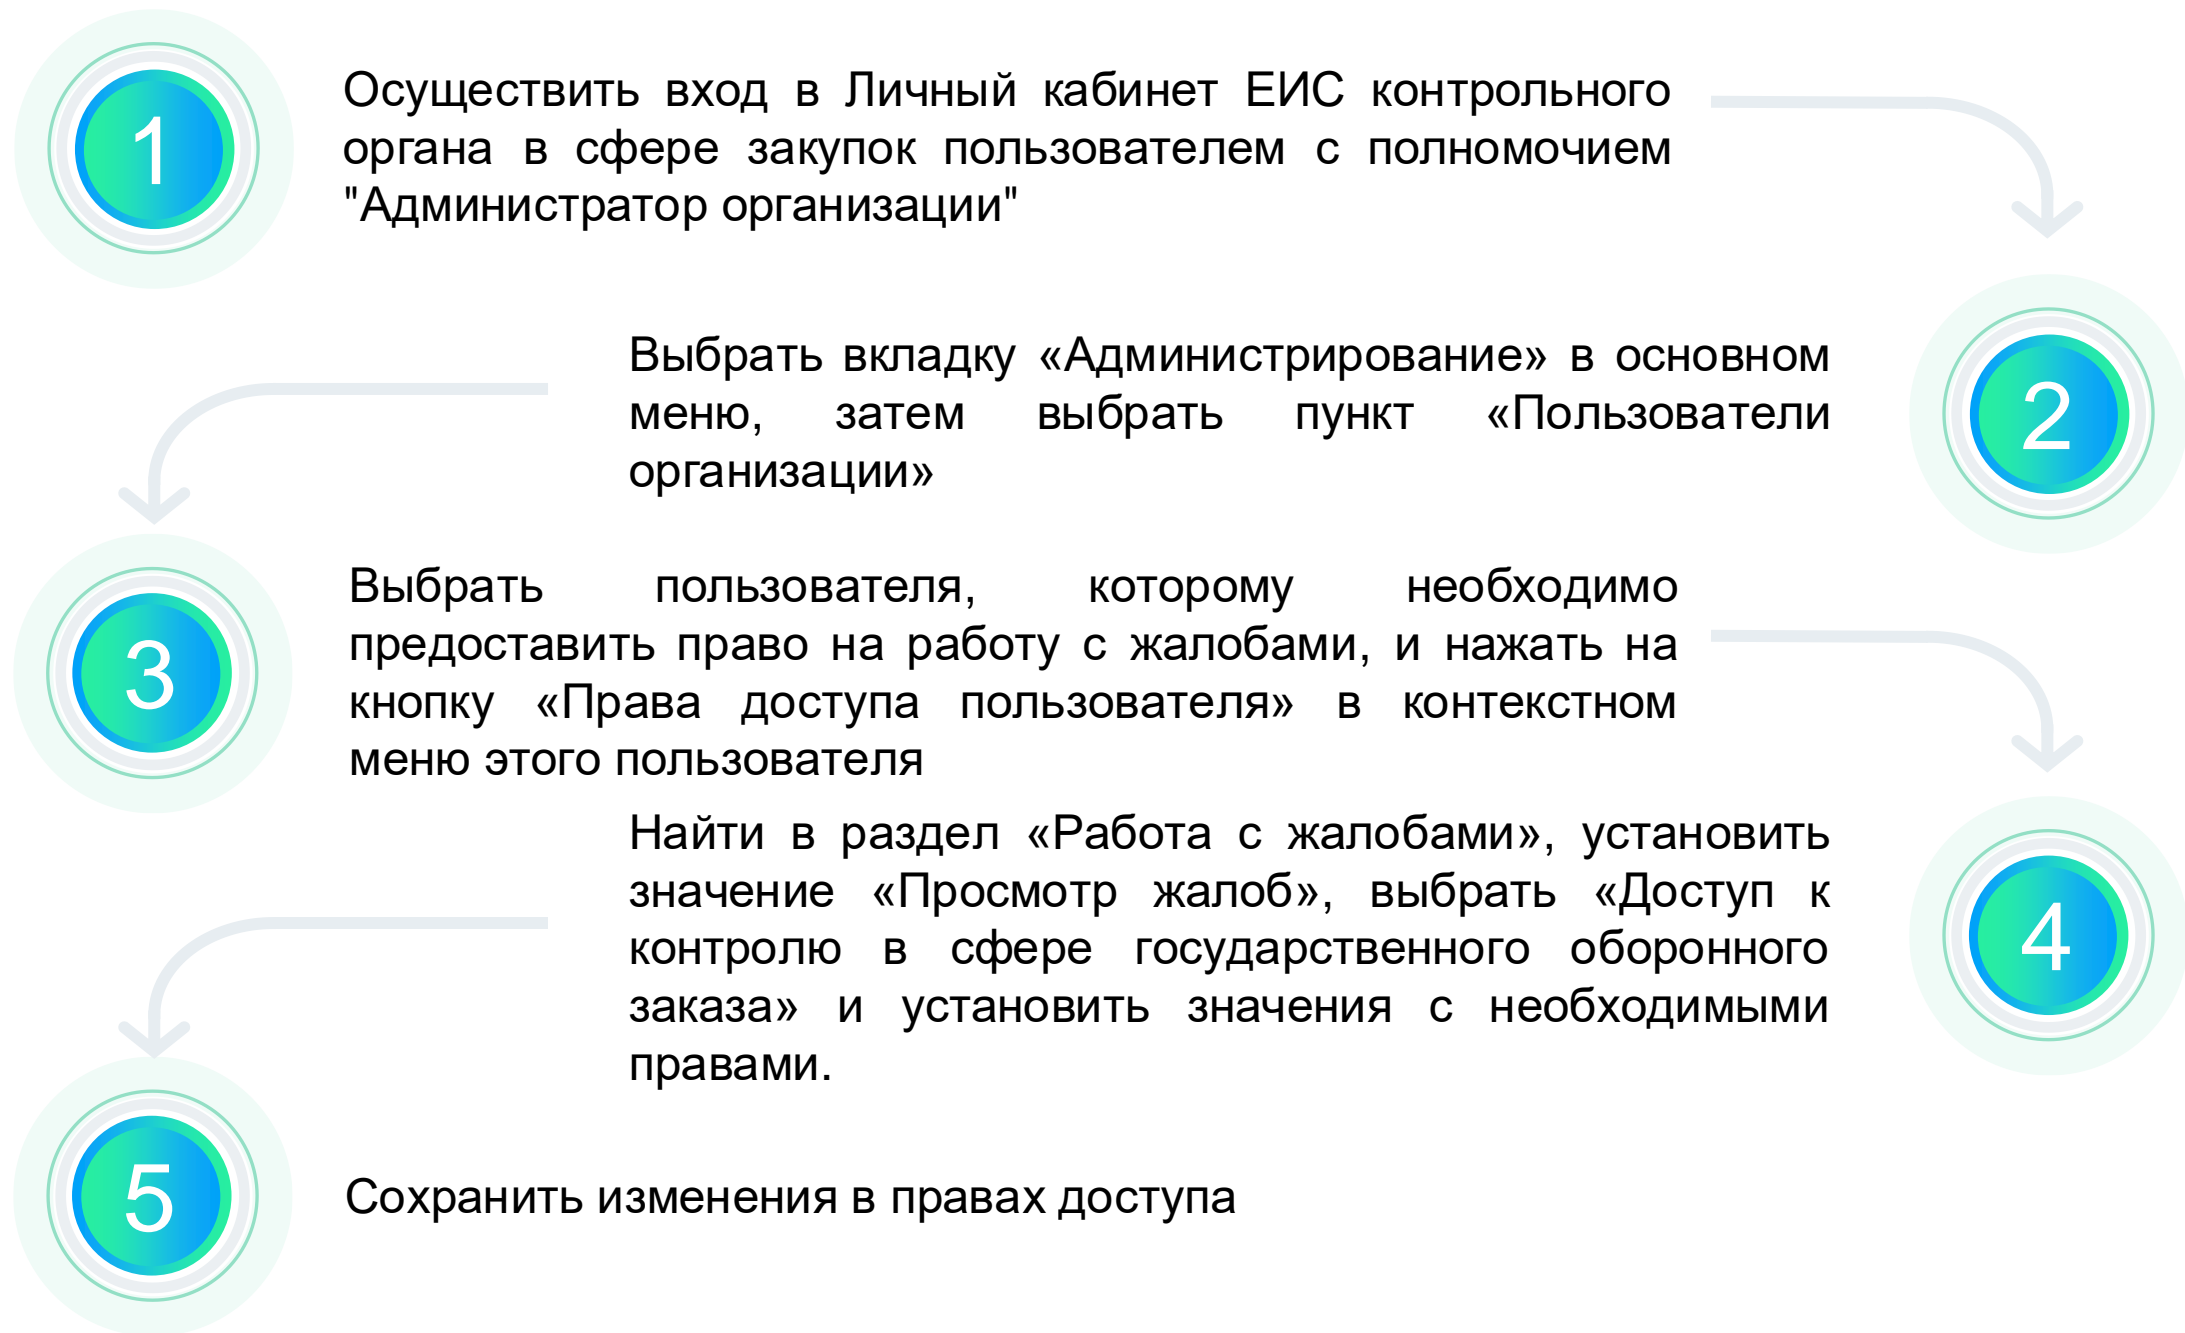 1
Осуществить вход в Личный кабинет ЕИС контрольного
органа в сфере закупок пользователем с полномочием
"Администратор организации"
2
Выбрать вкладку «Администрирование» в основном
меню, затем выбрать пункт «Пользователи
организации»
3
Выбрать пользователя, которому необходимо
предоставить право на работу с жалобами, и нажать на
кнопку «Права доступа пользователя» в контекстном
меню этого пользователя
4
Найти в раздел «Работа с жалобами», установить
значение «Просмотр жалоб», выбрать «Доступ к
контролю в сфере государственного оборонного
заказа» и установить значения с необходимыми
правами.
5
Сохранить изменения в правах доступа